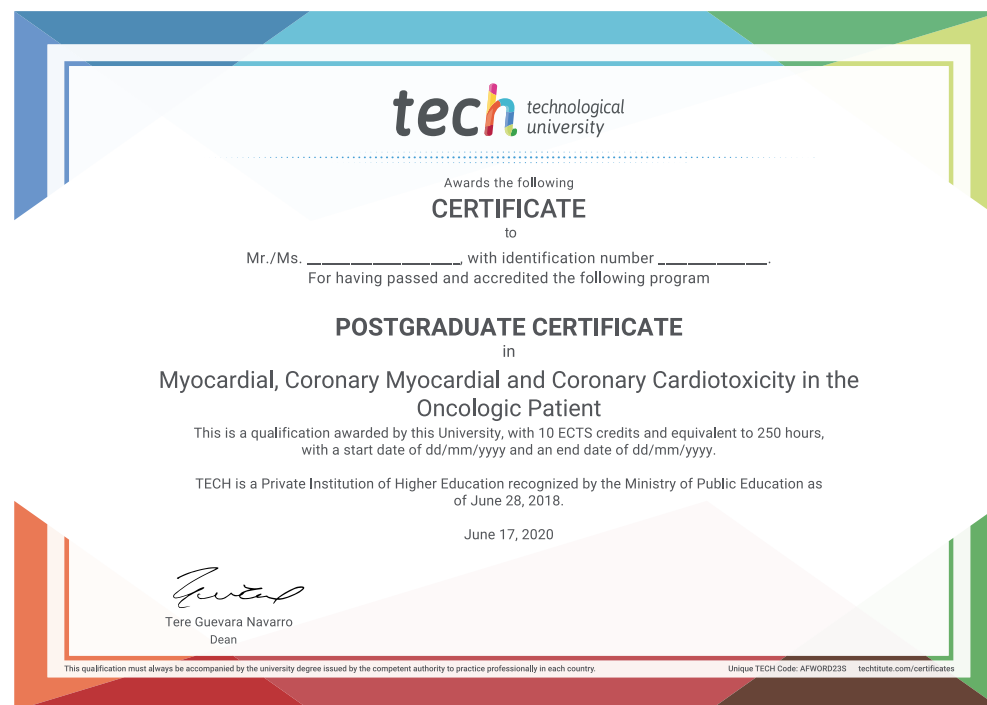 tech technological
university
Awards the following
CERTIFICATE
to
Mr./Ms. ____________________, with identification number ______________.
For having passed and accredited the following program
POSTGRADUATE CERTIFICATE
in
Myocardial, Coronary Myocardial and Coronary Cardiotoxicity in the
Oncologic Patient
This is a qualification awarded by this University, with 10 ECTS credits and equivalent to 250 hours,
with a start date of dd/mm/yyyy and an end date of dd/mm/yyyy.
TECH is a Private Institution of Higher Education recognized by the Ministry of Public Education as
of June 28, 2018.
June 17, 2020
Tere Guevara Navarro
Dean
This qualification must always be accompanied by the university degree issued by the competent authority to practice professionally in each country.
Unique TECH Code: AFWORD23S techtitute.com/certificates